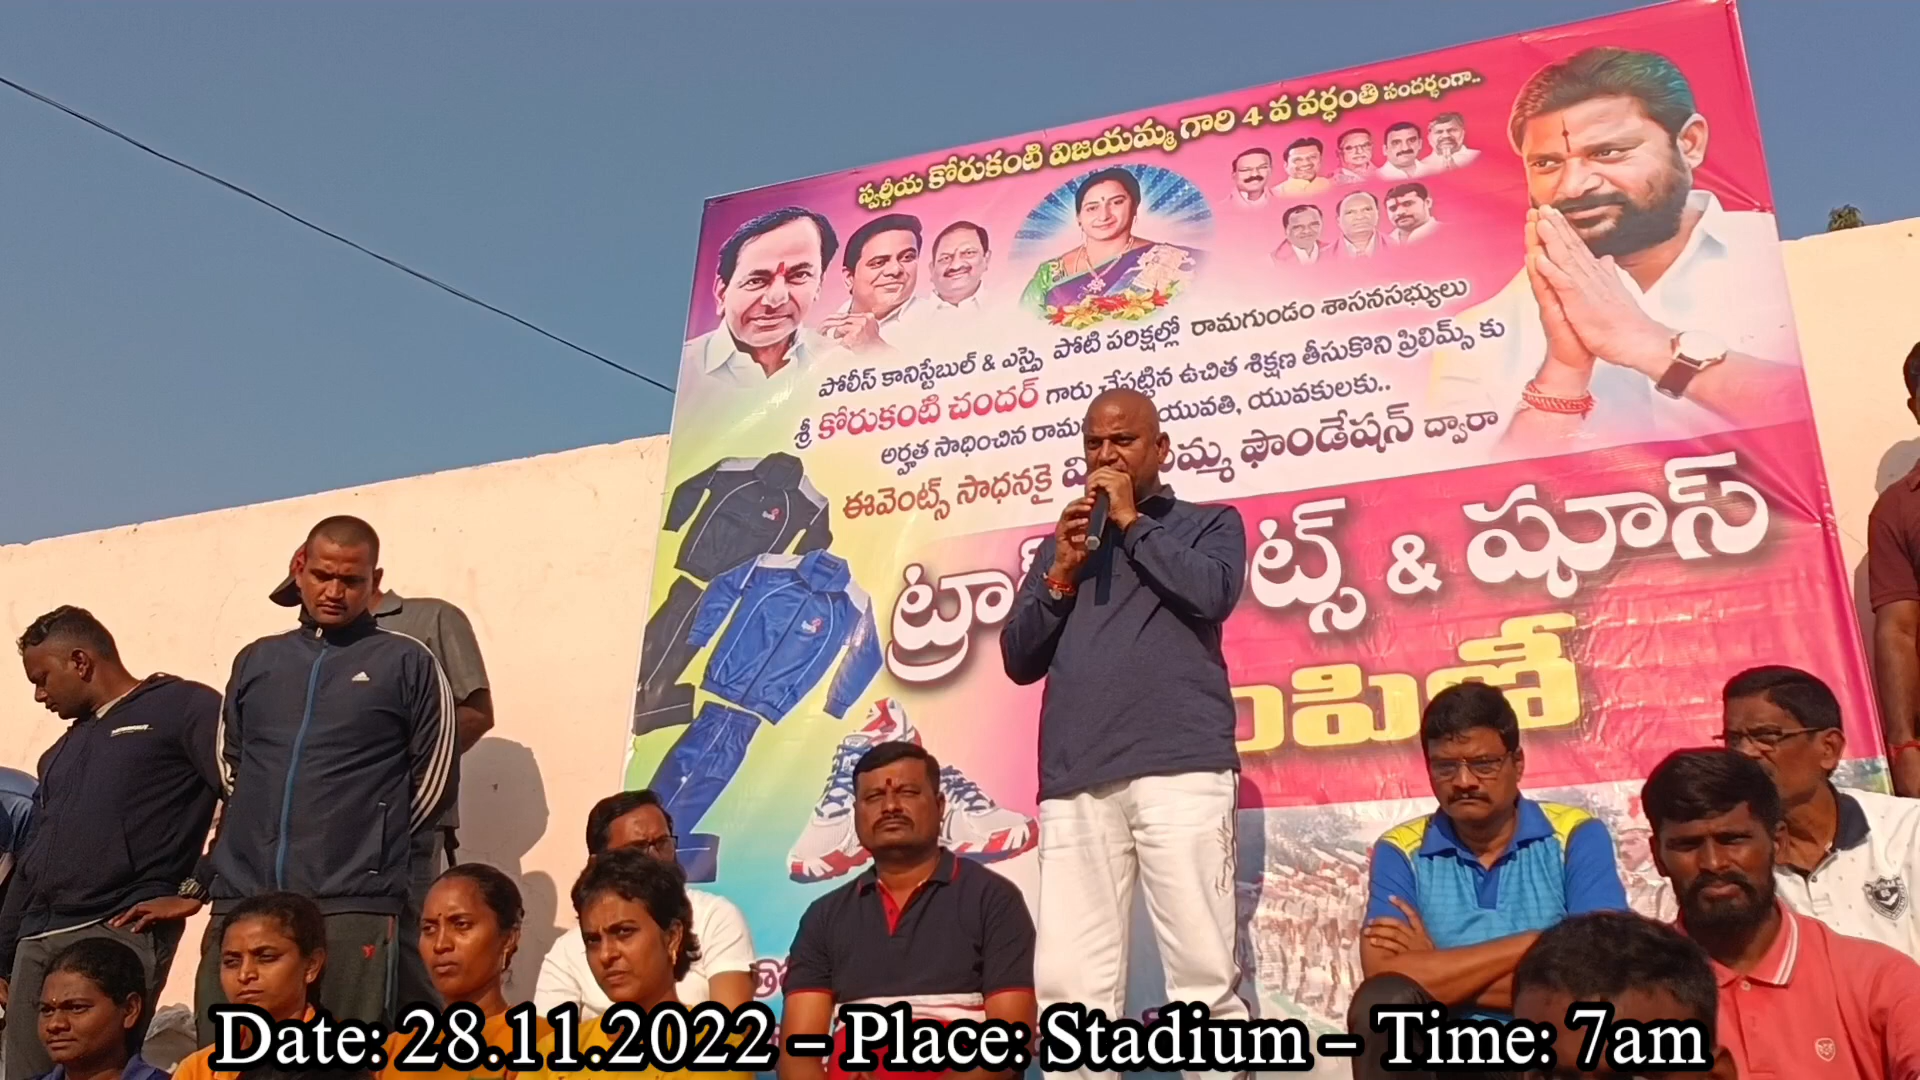 స్వర్గీయ కోరుకంటి విజయమ్మ గారి 4 వ వర్ధంతి సందర్భంగా..
పోలీస్ కానిస్టేబుల్ & ఎస్సై పోటి పరిక్షల్లో రామగుండం శాసనసభ్యులు
శ్రీ కోరుకంటి చందర్ గారు చేపట్టిన ఉచిత శిక్షణ తీసుకొని ప్రిలిమ్స్ కు
అర్హత సాధించిన యువతి, యువకులకు..
ఈవెంట్స్ సాధనకై ఫౌండేషన్ ద్వారా
& షూస్
Date: 28.11.2022 – Place: Stadium – Time: 7am